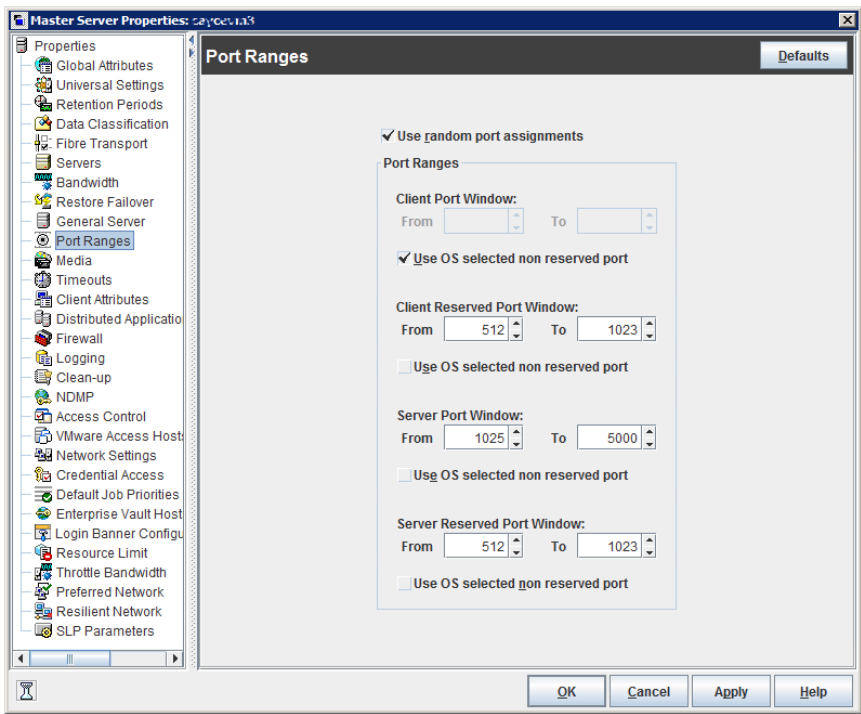 Master Server Properties:
Properties
Global Attributes
Universal Settings
Retention Periods
Data Classification
Fibre Transport
Servers
Bandwidth
Restore Failover
General Server
Port Ranges
Media
Timeouts
Client Attributes
Distributed Applicatio
Firewall
Logging
Clean-up
NDMP
Access Control
VMware Access Hosts
Network Settings
Credential Access
Default Job Priorities
Enterprise Vault Host
Login Banner Configu
Resource Limit
Throttle Bandwidth
Preferred Network
Resilient Network
SLP Parameters
Port Ranges
Defaults
Use random port assignments
Port Ranges
Client Port Window:
From To
Use OS selected non reserved port
Client Reserved Port Window:
From 512 To 1023
Use OS selected non reserved port
Server Port Window:
From 1025 To 5000
Use OS selected non reserved port
Server Reserved Port Window:
From 512 To 1023
Use OS selected non reserved port
OK Cancel Apply Help